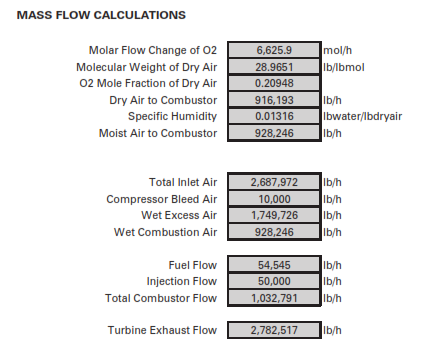 MASS FLOW CALCULATIONS
Molar Flow Change of O2 6,625.9 mol/h
Molecular Weight of Dry Air 28.9651 lb/lbmol
O2 Mole Fraction of Dry Air 0.20948
Dry Air to Combustor 916,193 lb/h
Specific Humidity 0.01316 lbwater/lbdryair
Moist Air to Combustor 928,246 lb/h
Total Inlet Air 2,687,972 lb/h
Compressor Bleed Air 10,000 lb/h
Wet Excess Air 1,749,726 lb/h
Wet Combustion Air 928,246 lb/h
Fuel Flow 54,545 lb/h
Injection Flow 50,000 lb/h
Total Combustor Flow 1,032,791 lb/h
Turbine Exhaust Flow 2,782,517 lb/h